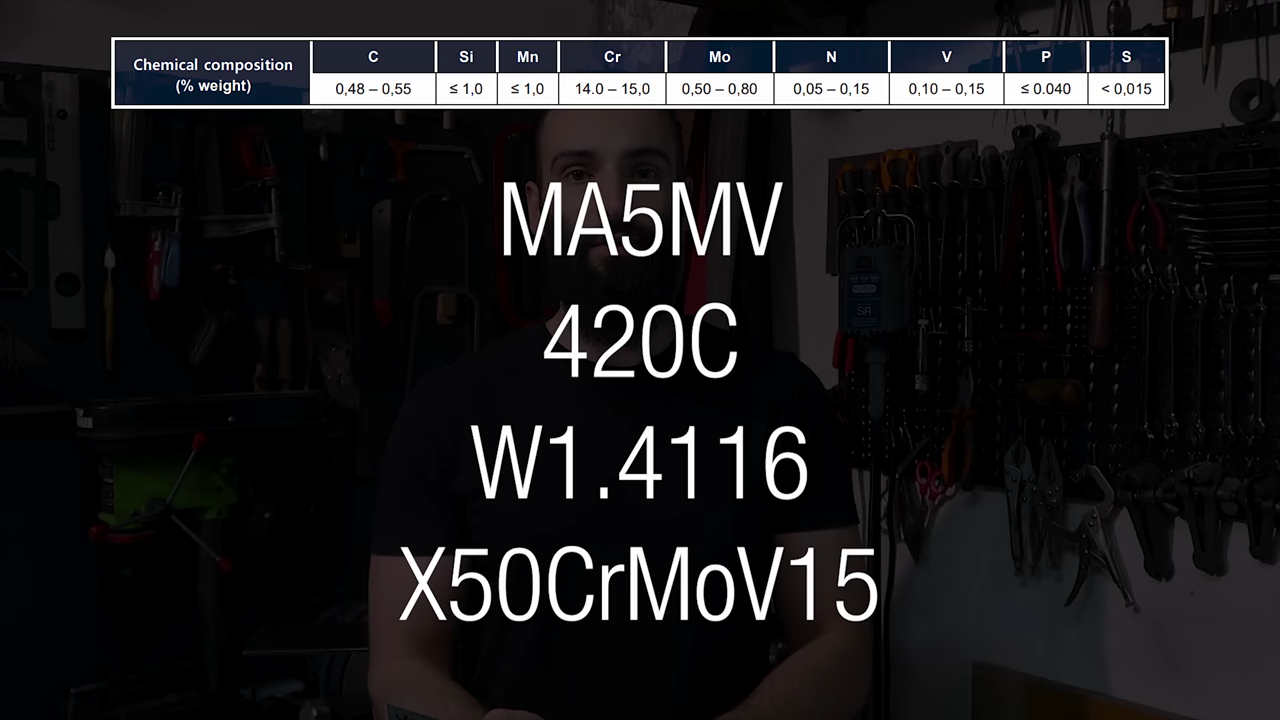 Chemical composition C Si Mn Cr Mo N V P S
(% weight) 0,48 – 0,55 ≤ 1,0 ≤ 1,0 14.0 – 15,0 0,50 – 0,80 0,05 – 0,15 0,10 – 0,15 ≤ 0.040 < 0,015
MA5MV
420C
W1.4116
X50CrMoV15
SR